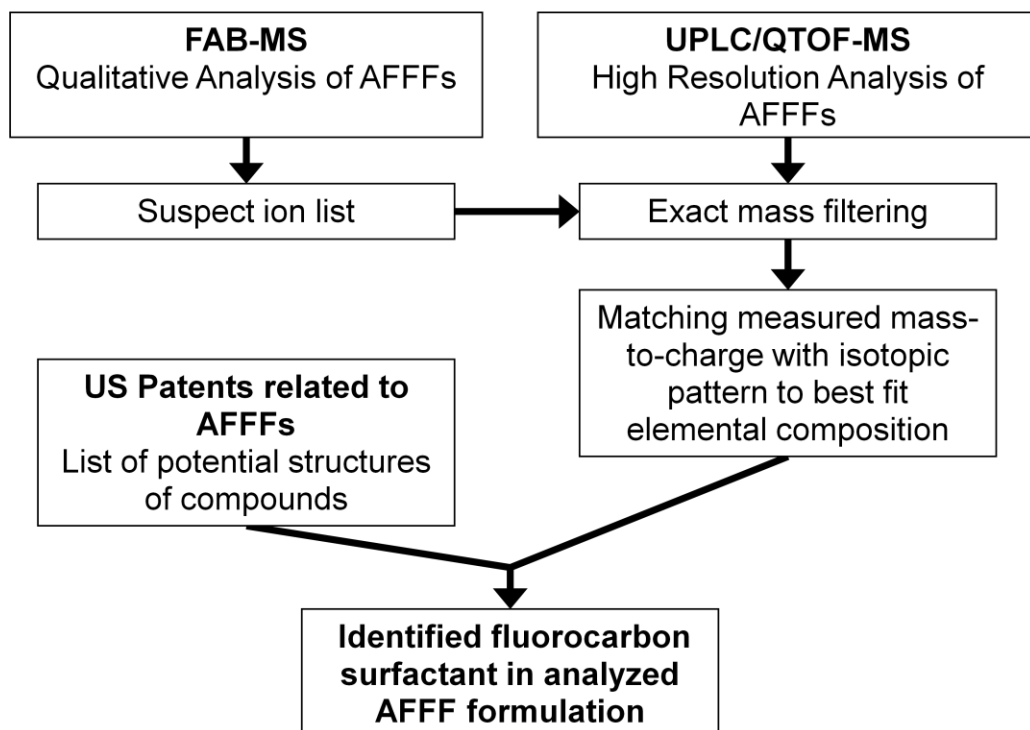 FAB-MS
Qualitative Analysis of AFFFs
UPLC/QTOF-MS
High Resolution Analysis of
AFFFs
Suspect ion list
Exact mass filtering
Matching measured mass-
to-charge with isotopic
pattern to best fit
elemental composition
US Patents related to
AFFFs
List of potential structures
of compounds
Identified fluorocarbon
surfactant in analyzed
AFFF formulation